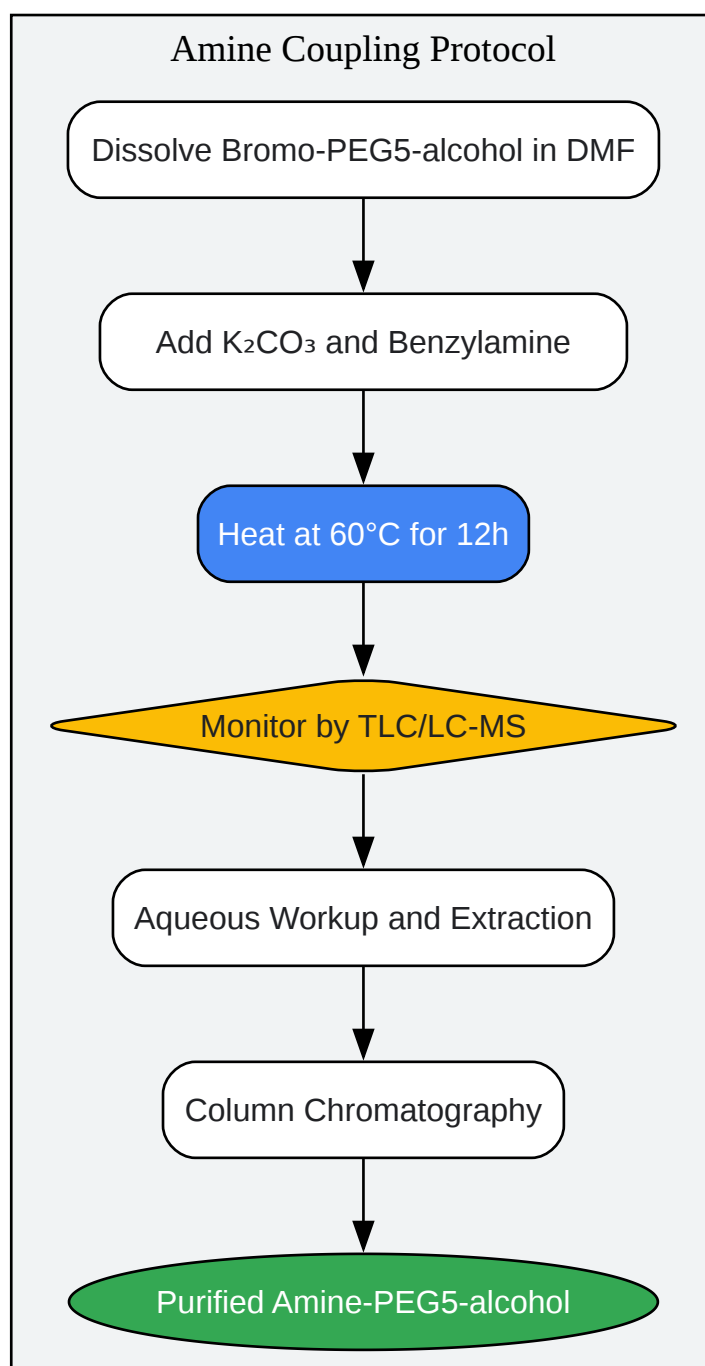 Amine Coupling Protocol
Dissolve Bromo-PEG5-alcohol in DMF
Add K₂CO₃ and Benzylamine
Heat at 60°C for 12h
Monitor by TLC/LC-MS
Aqueous Workup and Extraction
Column Chromatography
Purified Amine-PEG5-alcohol